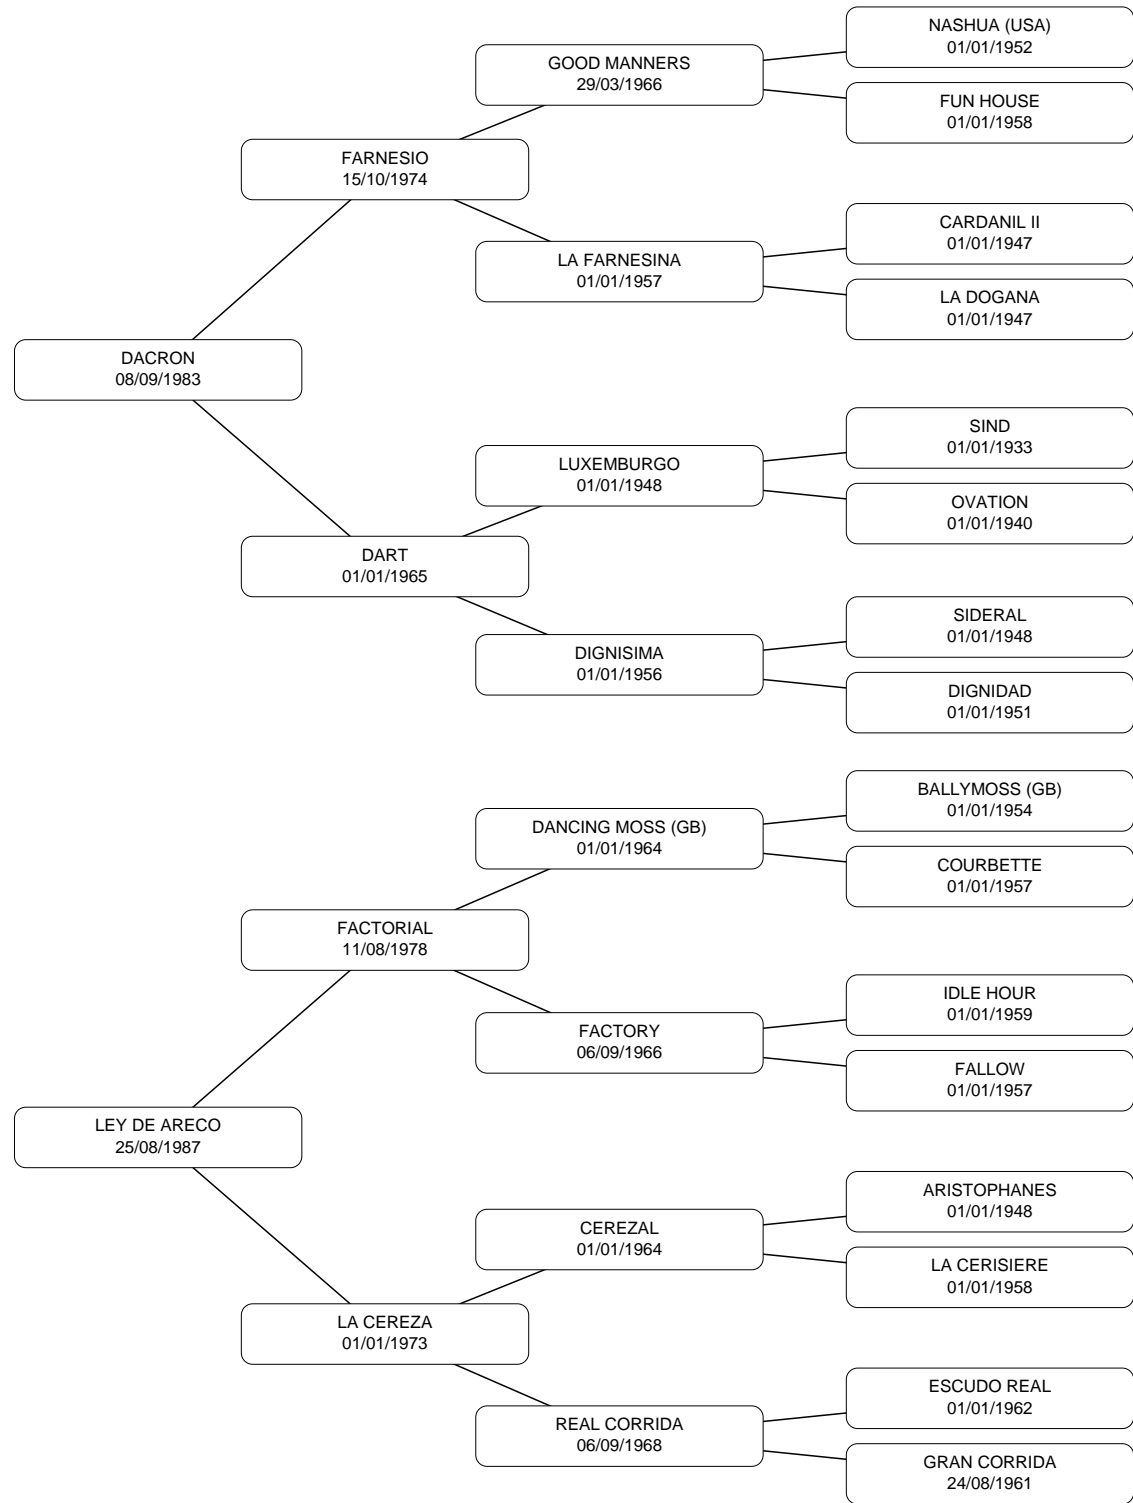 NASHUA (USA)
01/01/1952
GOOD MANNERS
29/03/1966
FUN HOUSE
01/01/1958
FARNESIO
15/10/1974
CARDANIL II
01/01/1947
LA FARNESINA
01/01/1957
LA DOGANA
01/01/1947
DACRON
08/09/1983
SIND
01/01/1933
LUXEMBURGO
01/01/1948
OVATION
01/01/1940
DART
01/01/1965
SIDERAL
01/01/1948
DIGNISIMA
01/01/1956
DIGNIDAD
01/01/1951
BALLYMOSS (GB)
01/01/1954
DANCING MOSS (GB)
01/01/1964
COURBETTE
01/01/1957
FACTORIAL
11/08/1978
IDLE HOUR
01/01/1959
FACTORY
06/09/1966
FALLOW
01/01/1957
LEY DE ARECO
25/08/1987
ARISTOPHANES
01/01/1948
CEREZAL
01/01/1964
LA CERISIERE
01/01/1958
LA CEREZA
01/01/1973
ESCUDO REAL
01/01/1962
REAL CORRIDA
06/09/1968
GRAN CORRIDA
24/08/1961